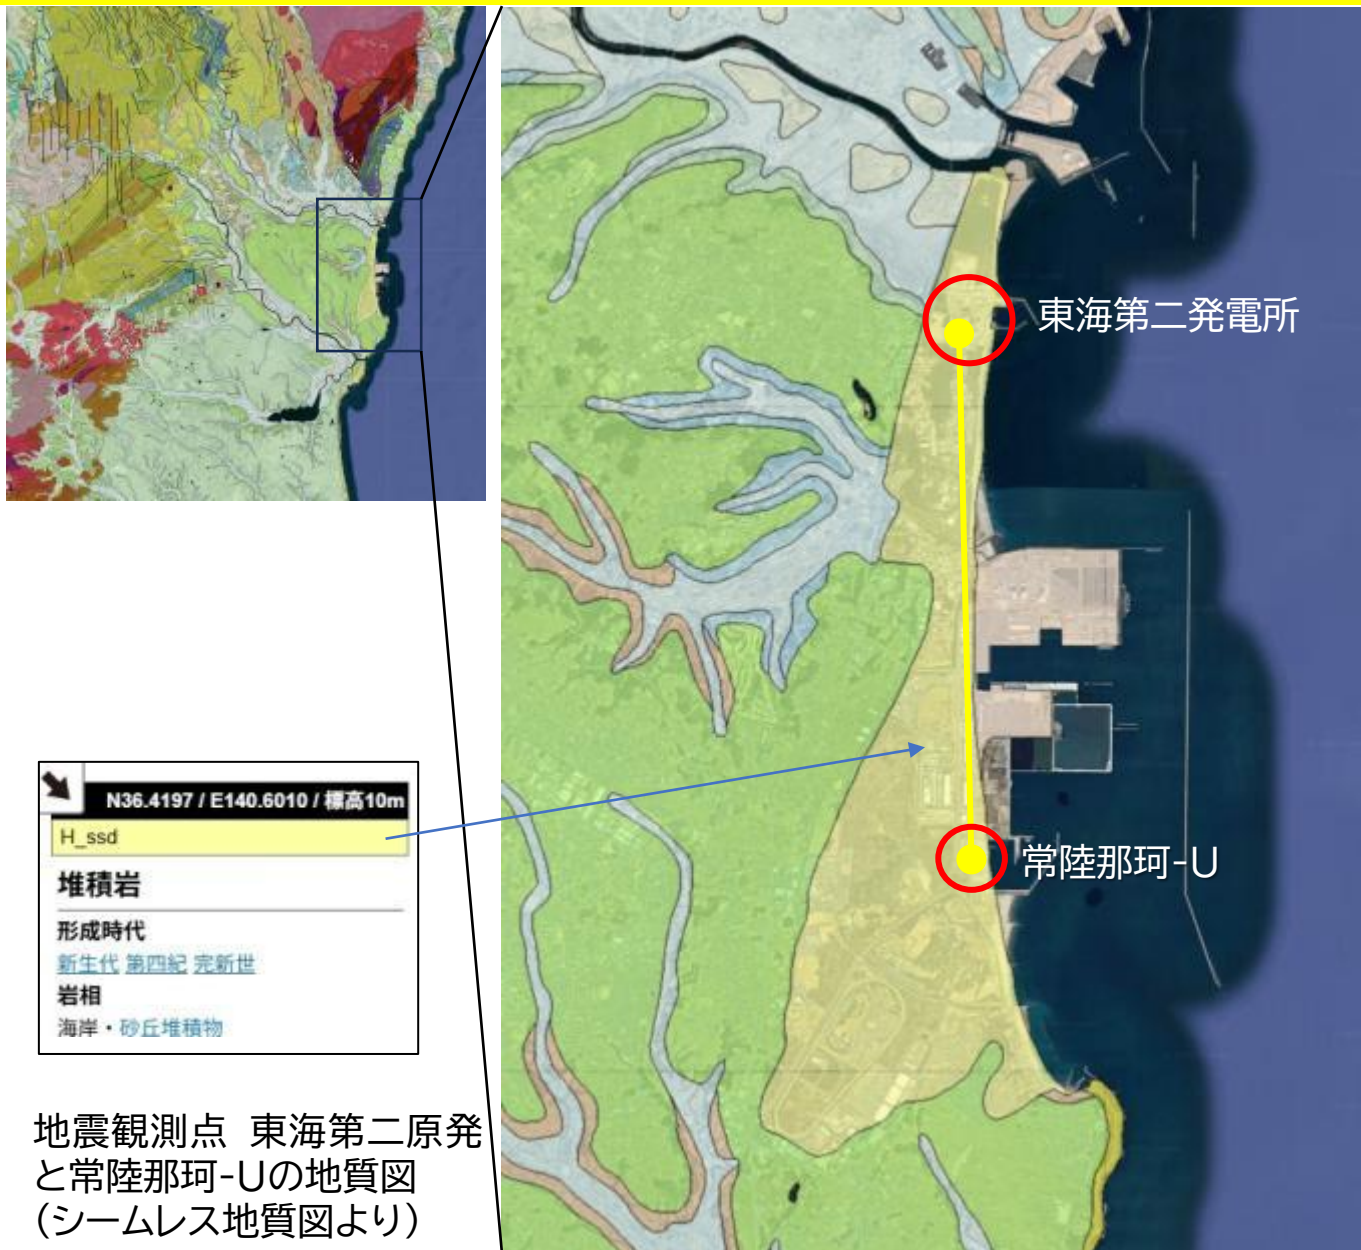 東海第二発電所
常陸那珂-U
N36.4197 / E140.6010 / 標高10m
H_ssd
堆積岩
形成時代
新生代 第四紀 完新世
岩相
海岸・砂丘堆積物
地震観測点 東海第二原発
と常陸那珂-Uの地質図
(シームレス地質図より)